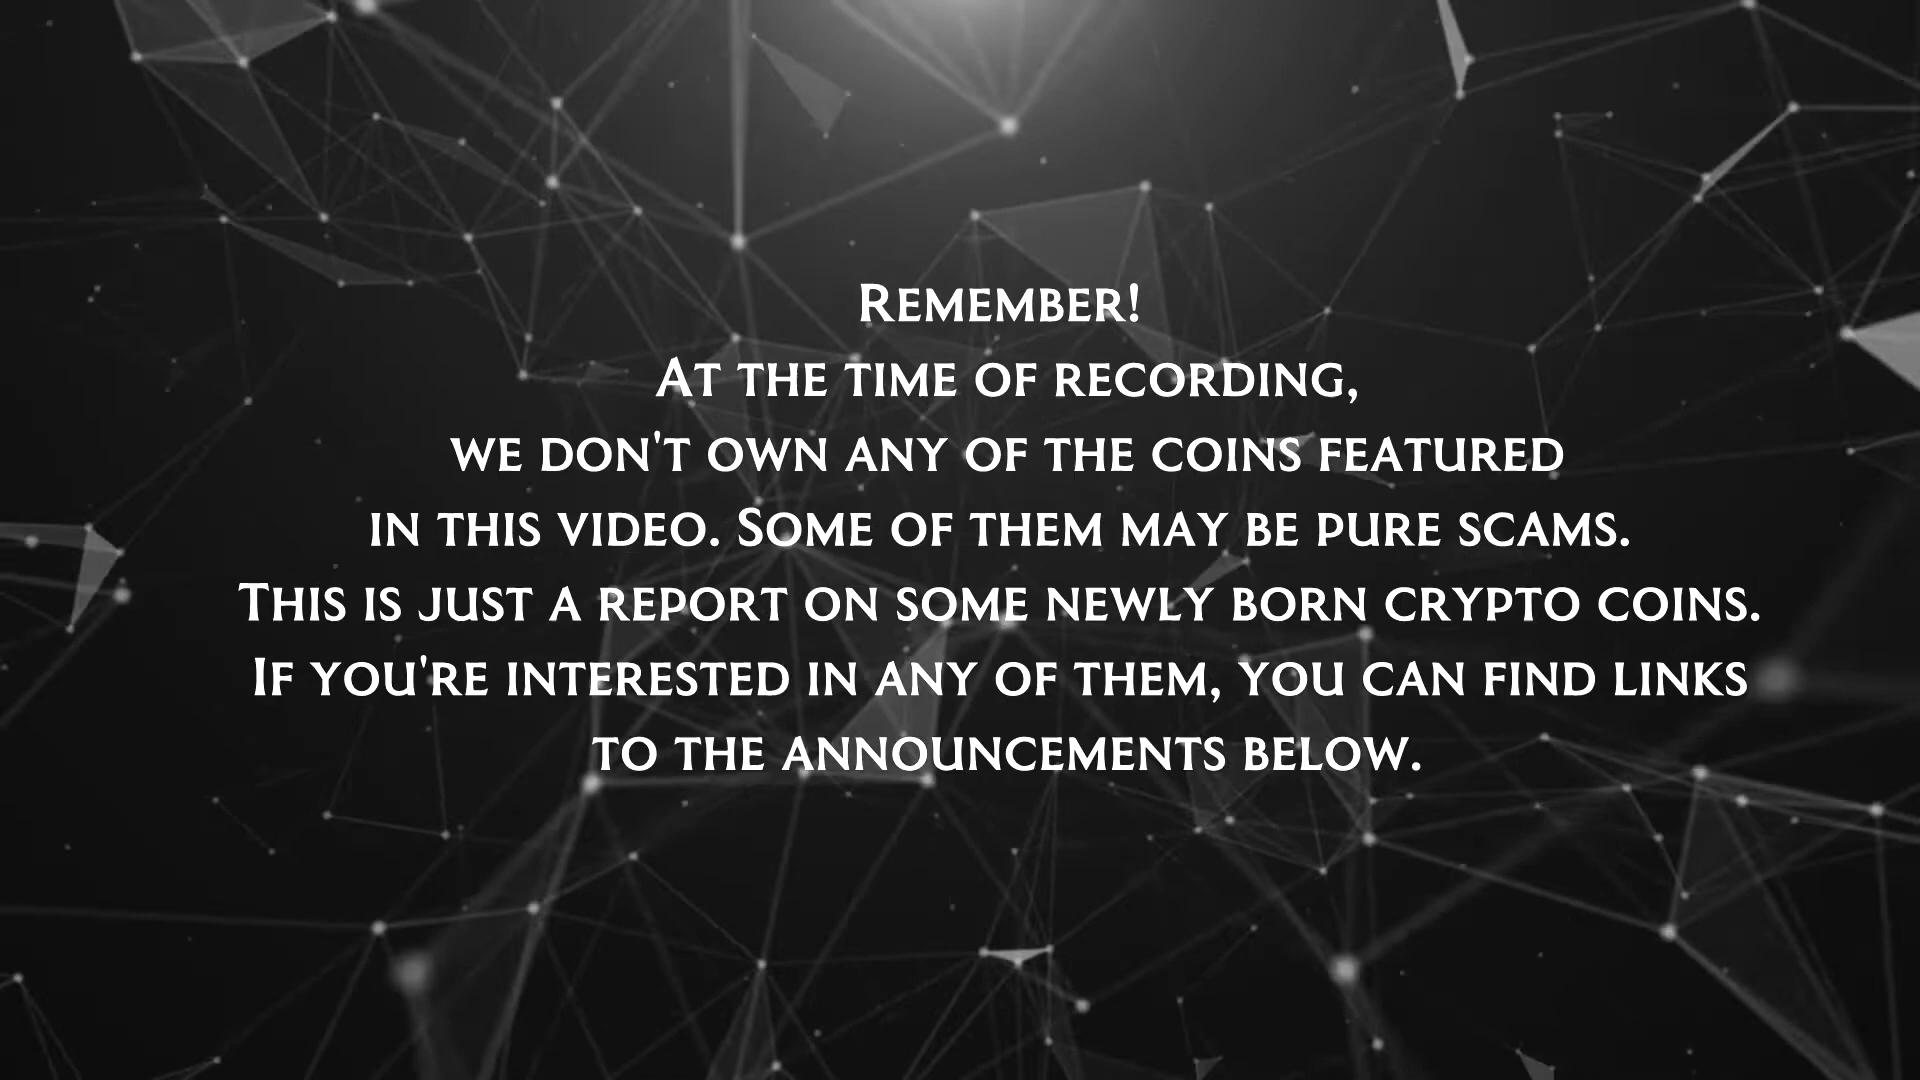 Remember!
At the time of recording,
we don't own any of the coins featured
in this video. Some of them may be pure scams.
This is just a report on some newly born crypto coins.
If you're interested in any of them, you can find links
to the announcements below.